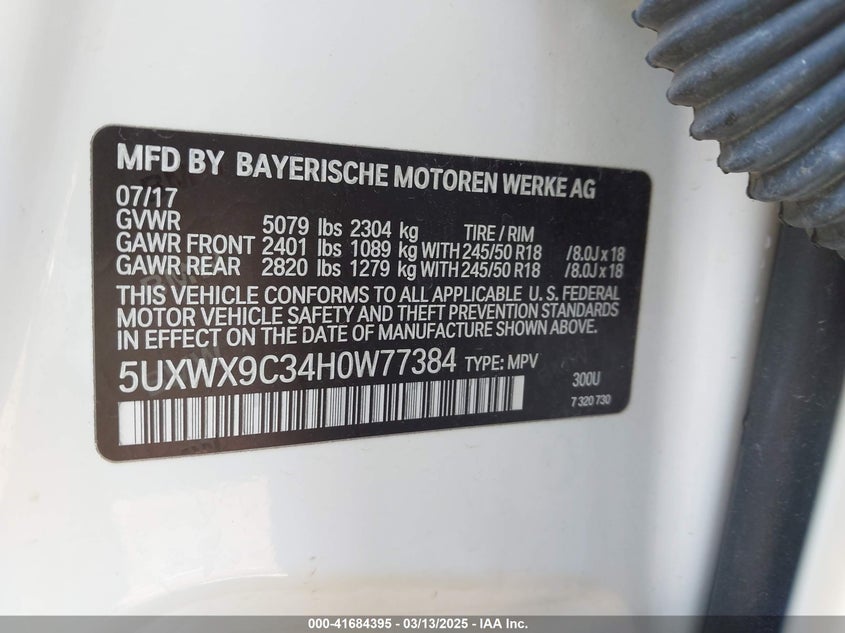 MFD BY BAYERISCHE MOTOREN WERKE AG
07/17
GVWR 5079 lbs 2304 kg TIRE / RIM
GAWR FRONT 2401 lbs 1089 kg WITH 245/50 R18 /8.0J x 18
GAWR REAR 2820 lbs 1279 kg WITH 245/50 R18 /8.0J x 18
THIS VEHICLE CONFORMS TO ALL APPLICABLE U.S. FEDERAL
MOTOR VEHICLE SAFETY AND THEFT PREVENTION STANDARDS
IN EFFECT ON THE DATE OF MANUFACTURE SHOWN ABOVE.
5UXWX9C34H0W77384 TYPE: MPV
300U
7 320 730
000-41684395 - 03/13/2025 - IAA Inc.